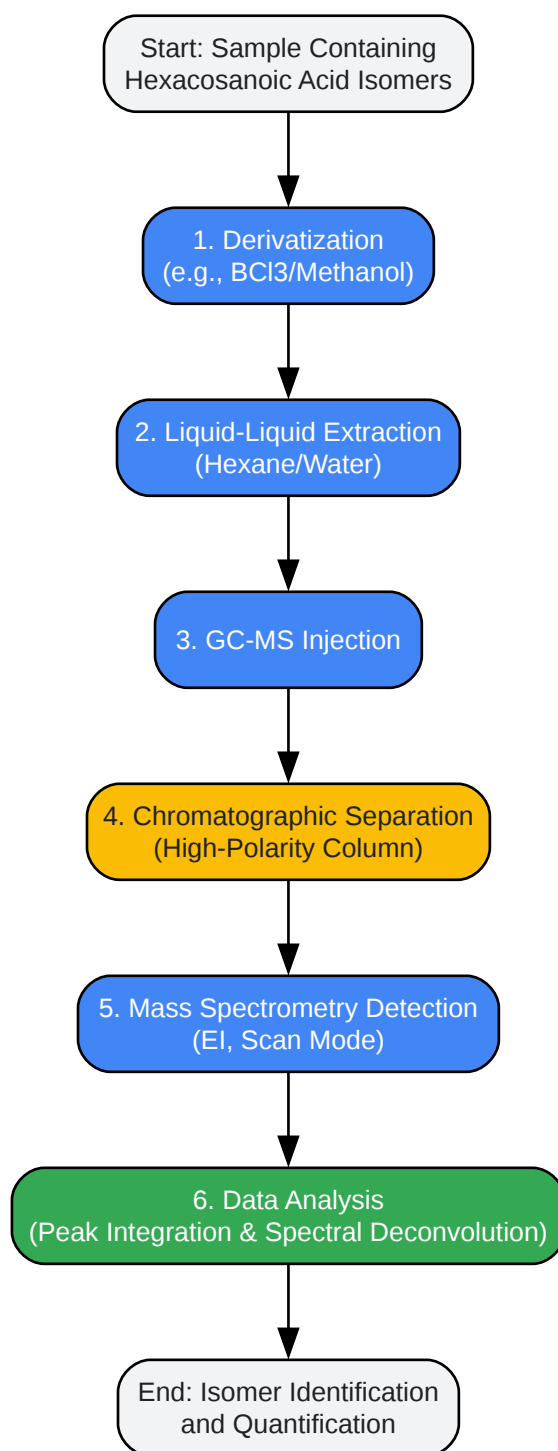 Start: Sample Containing
Hexacosanoic Acid Isomers
1. Derivatization
(e.g., BCl3/Methanol)
2. Liquid-Liquid Extraction
(Hexane/Water)
3. GC-MS Injection
4. Chromatographic Separation
(High-Polarity Column)
5. Mass Spectrometry Detection
(EI, Scan Mode)
6. Data Analysis
(Peak Integration & Spectral Deconvolution)
End: Isomer Identification
and Quantification